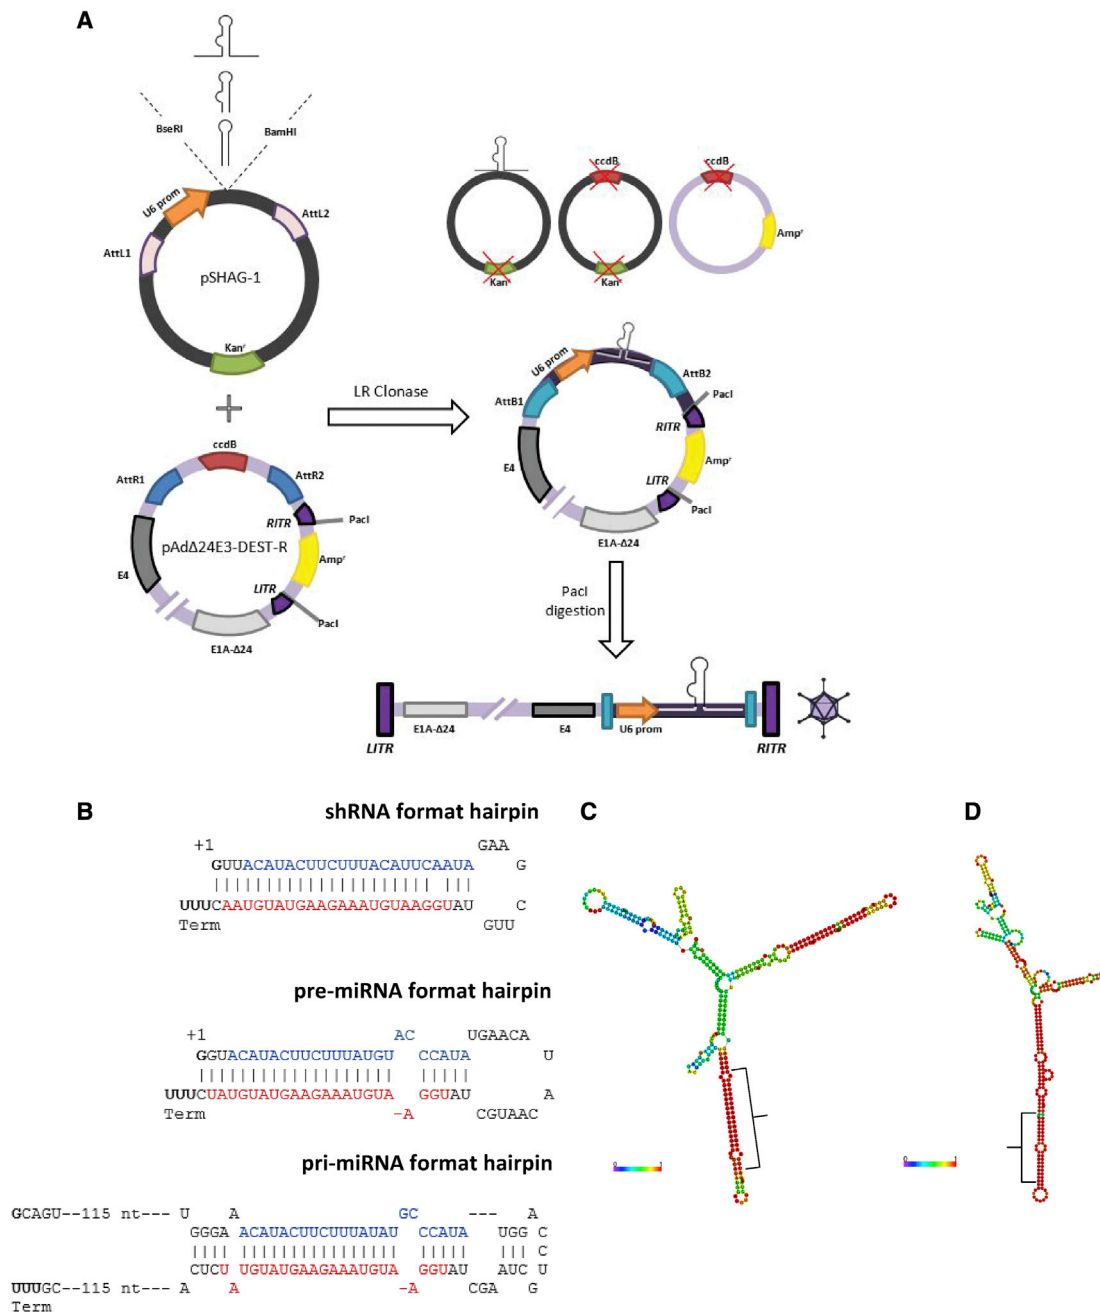 A
BseRI
BamHI
U6 prom
AttL2
AttL1
pSHAG-1
Kanʳ
ccdB
ccdB
Ampʳ
Kanʳ
Kanʳ
+
LR Clonase
U6 prom
AttB2
AttB1
PacI
RITR
E4
Ampʳ
LITR
PacI
E1A-Δ24
ccdB
AttR1
AttR2
RITR
PacI
pAdΔ24E3-DEST-R
Ampʳ
E4
LITR
PacI
E1A-Δ24
PacI
digestion
E1A-Δ24
E4
U6 prom
LITR
RITR
B
shRNA format hairpin
+1 GAA
GUUACAUACUUCUUUACAUUCAAUA G
UUUCAAUGUAUGAAGAAAUGUAAGGUAU C
Term GUU
pre-miRNA format hairpin
+1 AC UGAACA
GGUACAUACUUCUUUAUGU CCAUA U
UUUCUAUGUAUGAAGAAAUGUA GGUAU A
Term –A CGUAAC
pri-miRNA format hairpin
GCAGU--115 nt--- U A GC --- A
GGGA ACAUACUUCUUUAUAU CCAUA UGG C
C
CUCU UGUAUGAAGAAAUGUA GGUAU AUC U
UUUGC--115 nt--- A A –A CGA G
Term
C
0 1
D
0 1